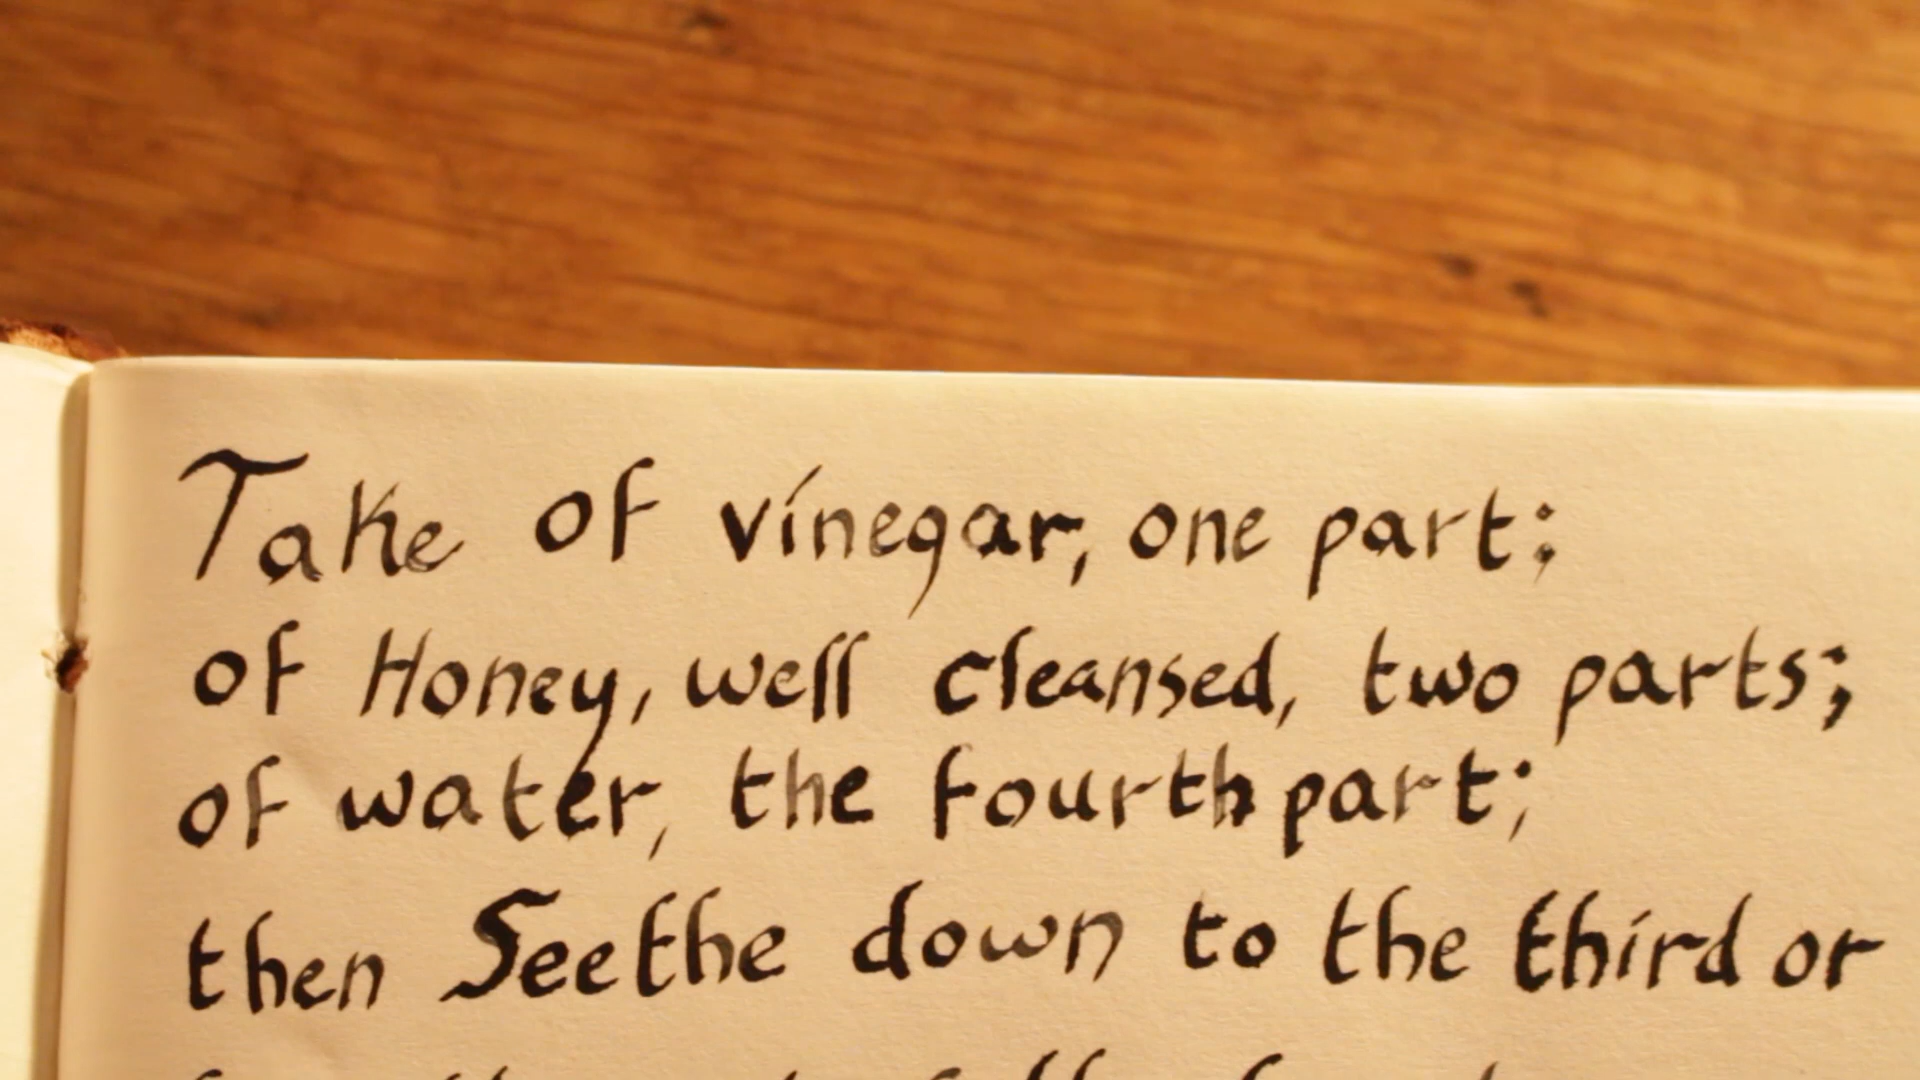 Take of vinegar, one part;
of Honey, well cleansed, two parts;
of water, the fourth part;
then Seethe down to the third or